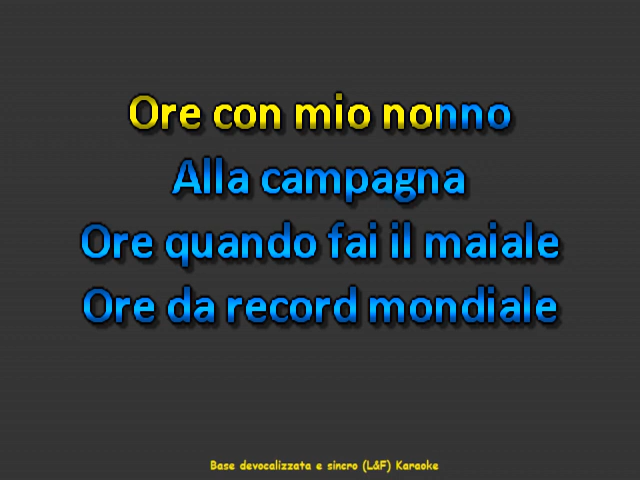 Ore con mio nonno
Alla campagna
Ore quando fai il maiale
Ore da record mondiale
Base devocalizzata e sincro (L&F) Karaoke